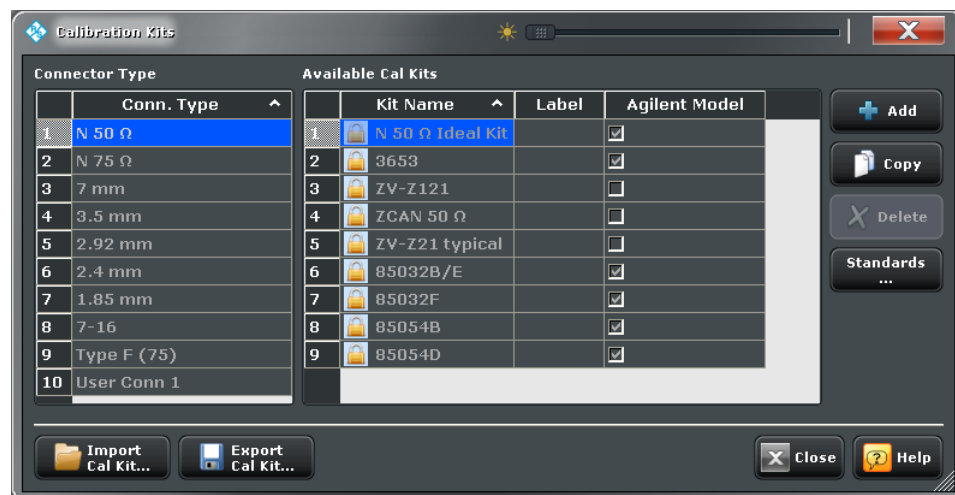 Calibration Kits
X
Connector Type
Available Cal Kits
Conn. Type
Kit Name Label Agilent Model
1 N 50 Ω
2 N 75 Ω
3 7 mm
4 3.5 mm
5 2.92 mm
6 2.4 mm
7 1.85 mm
8 7-16
9 Type F (75)
10 User Conn 1
1 N 50 Ω Ideal Kit
2 3653
3 ZV-Z121
4 ZCAN 50 Ω
5 ZV-Z21 typical
6 85032B/E
7 85032F
8 85054B
9 85054D
Add
Copy
Delete
Standards
...
Import
Cal Kit...
Export
Cal Kit...
Close
Help